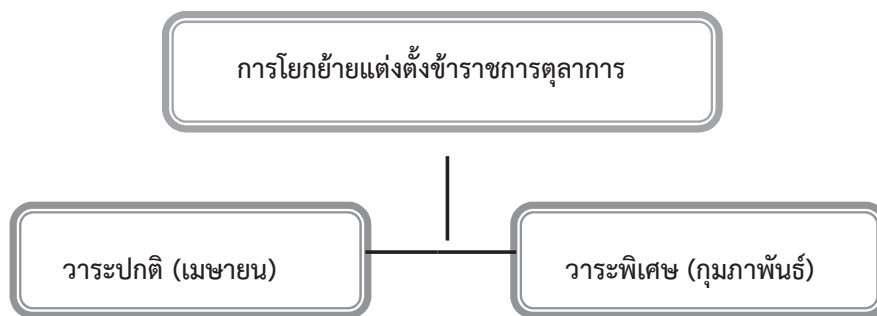 การโยกย้ายแต่งตั้งข้าราชการตุลาการ
วาระปกติ (เมษายน)
วาระพิเศษ (กุมภาพันธ์)